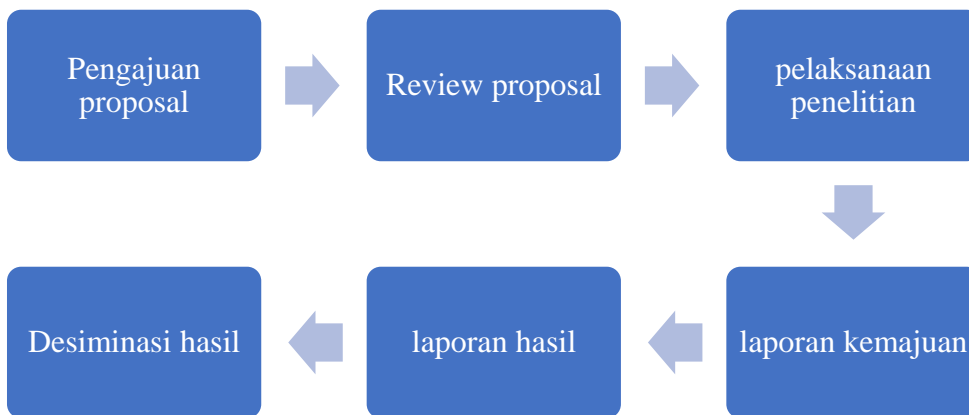 Pengajuan
proposal
Review proposal
pelaksanaan
penelitian
laporan kemajuan
laporan hasil
Desiminasi hasil